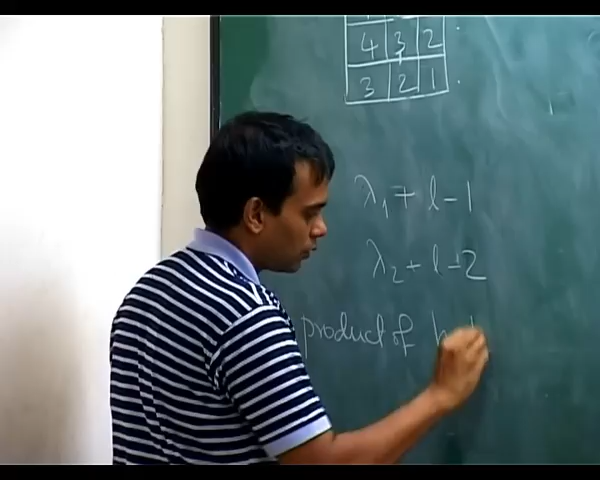 4 3 2
3 2 1
λ₁ + l - 1
λ₂ + l - 2
product of